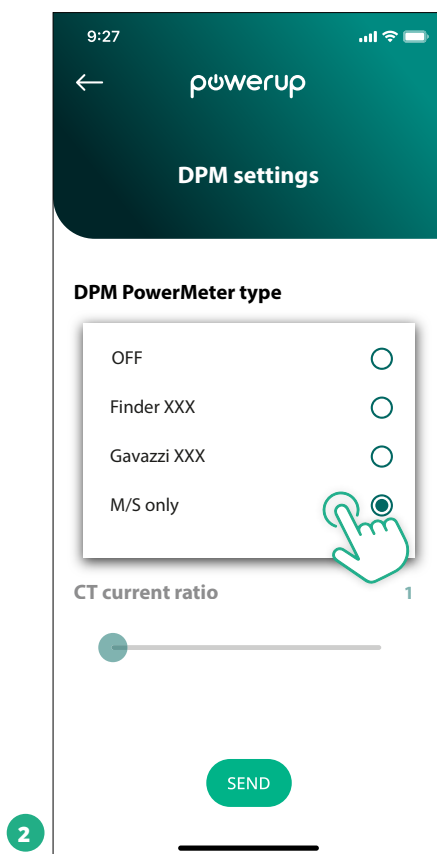 9:27
powerup
DPM settings
DPM PowerMeter type
OFF
Finder XXX
Gavazzi XXX
M/S only
CT current ratio 1
SEND
2